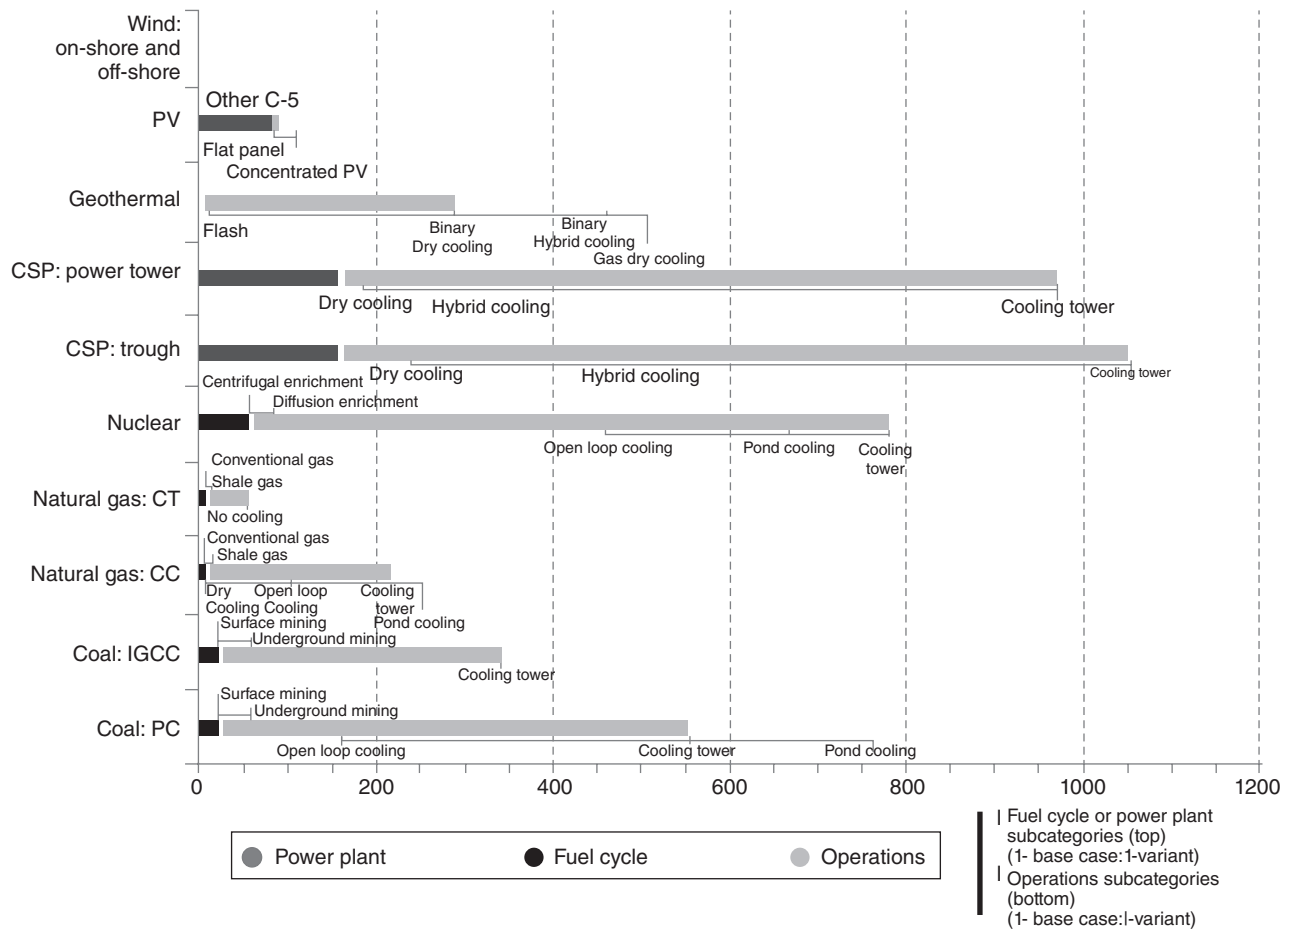 Wind:
on-shore and
off-shore
Other C-5
PV
Flat panel
Concentrated PV
Geothermal
Flash
Binary
Dry cooling
Binary
Hybrid cooling
Gas dry cooling
CSP: power tower
Dry cooling
Hybrid cooling
Cooling tower
CSP: trough
Dry cooling
Hybrid cooling
Cooling tower
Centrifugal enrichment
Diffusion enrichment
Nuclear
Open loop cooling
Pond cooling
Cooling
tower
Conventional gas
Shale gas
Natural gas: CT
No cooling
Conventional gas
Shale gas
Natural gas: CC
Dry
Cooling
Open loop
Cooling
Cooling
tower
Pond cooling
Surface mining
Underground mining
Coal: IGCC
Cooling tower
Surface mining
Underground mining
Coal: PC
Open loop cooling
Cooling tower
Pond cooling
0 200 400 600 800 1000 1200
Power plant
Fuel cycle
Operations
Fuel cycle or power plant
subcategories (top)
(1- base case:1-variant)
Operations subcategories
(bottom)
(1- base case:|-variant)